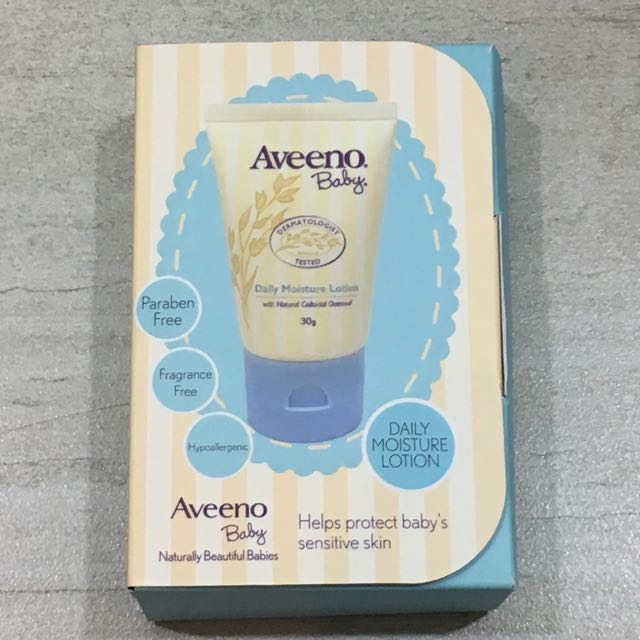 Aveeno.
Baby.
DERMATOLOGIST
TESTED
Daily Moisture Lotion
with Natural Colloidal Oatmeal
30g
Paraben
Free
Fragrance
Free
Hypoallergenic
DAILY
MOISTURE
LOTION
Aveeno
Baby
Naturally Beautiful Babies
Helps protect baby's
sensitive skin